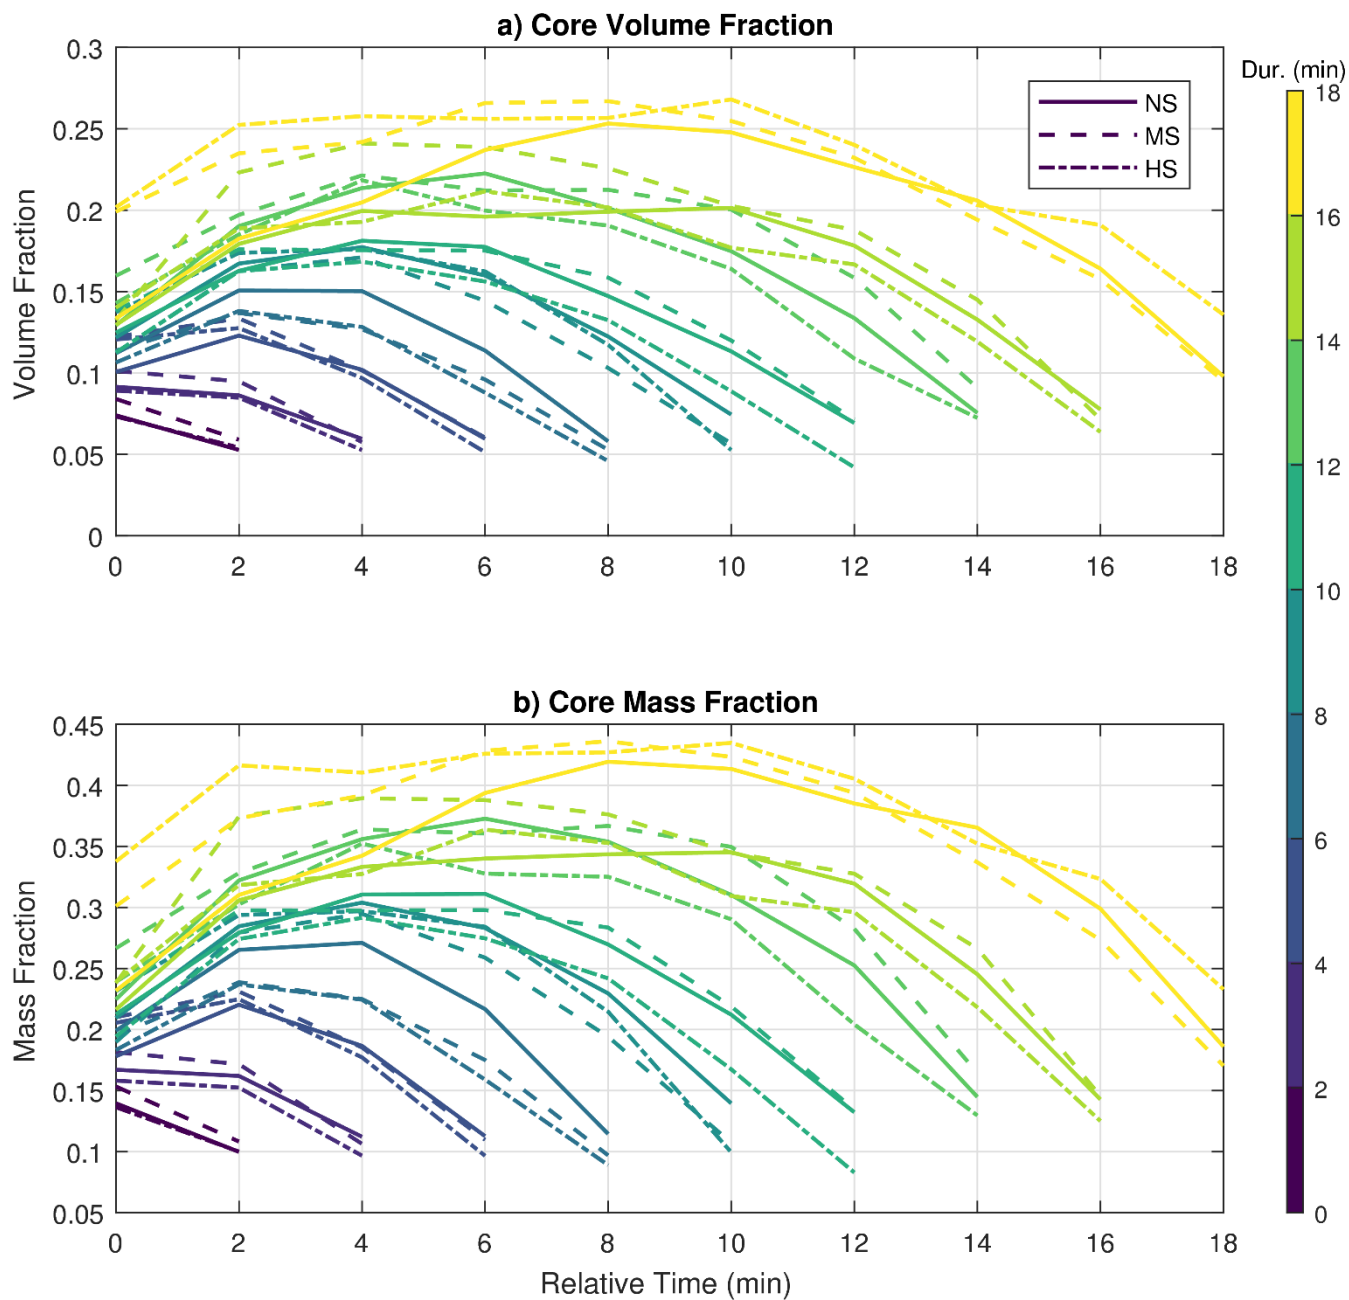 a) Core Volume Fraction
Dur. (min)
0.3
0.25
0.2
0.15
0.1
0.05
0
Volume Fraction
NS
MS
HS
0 2 4 6 8 10 12 14 16 18
18
16
14
12
10
8
6
4
2
0
b) Core Mass Fraction
0.45
0.4
0.35
0.3
0.25
0.2
0.15
0.1
0.05
Mass Fraction
0 2 4 6 8 10 12 14 16 18
Relative Time (min)